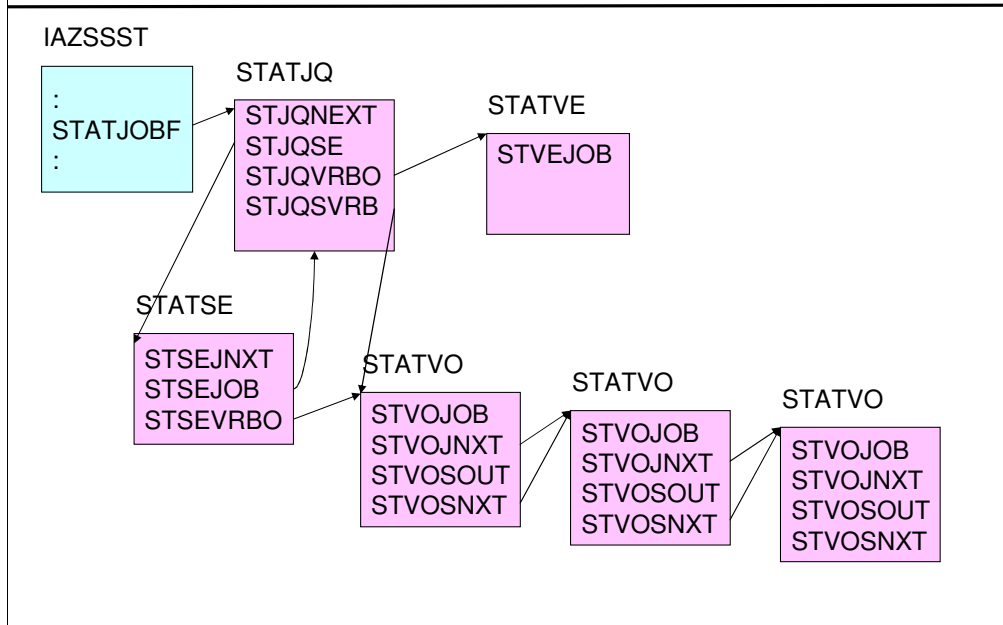 IAZSSST
:
STATJOBF
:
STATJQ
STJQNEXT
STJQSE
STJQVRBO
STJQSVRB
STATVE
STVEJOB
STATSE
STSEJNXT
STSEJOB
STSEVRBO
STATVO
STVOJOB
STVOJNXT
STVOSOUT
STVOSNXT
STATVO
STVOJOB
STVOJNXT
STVOSOUT
STVOSNXT
STATVO
STVOJOB
STVOJNXT
STVOSOUT
STVOSNXT